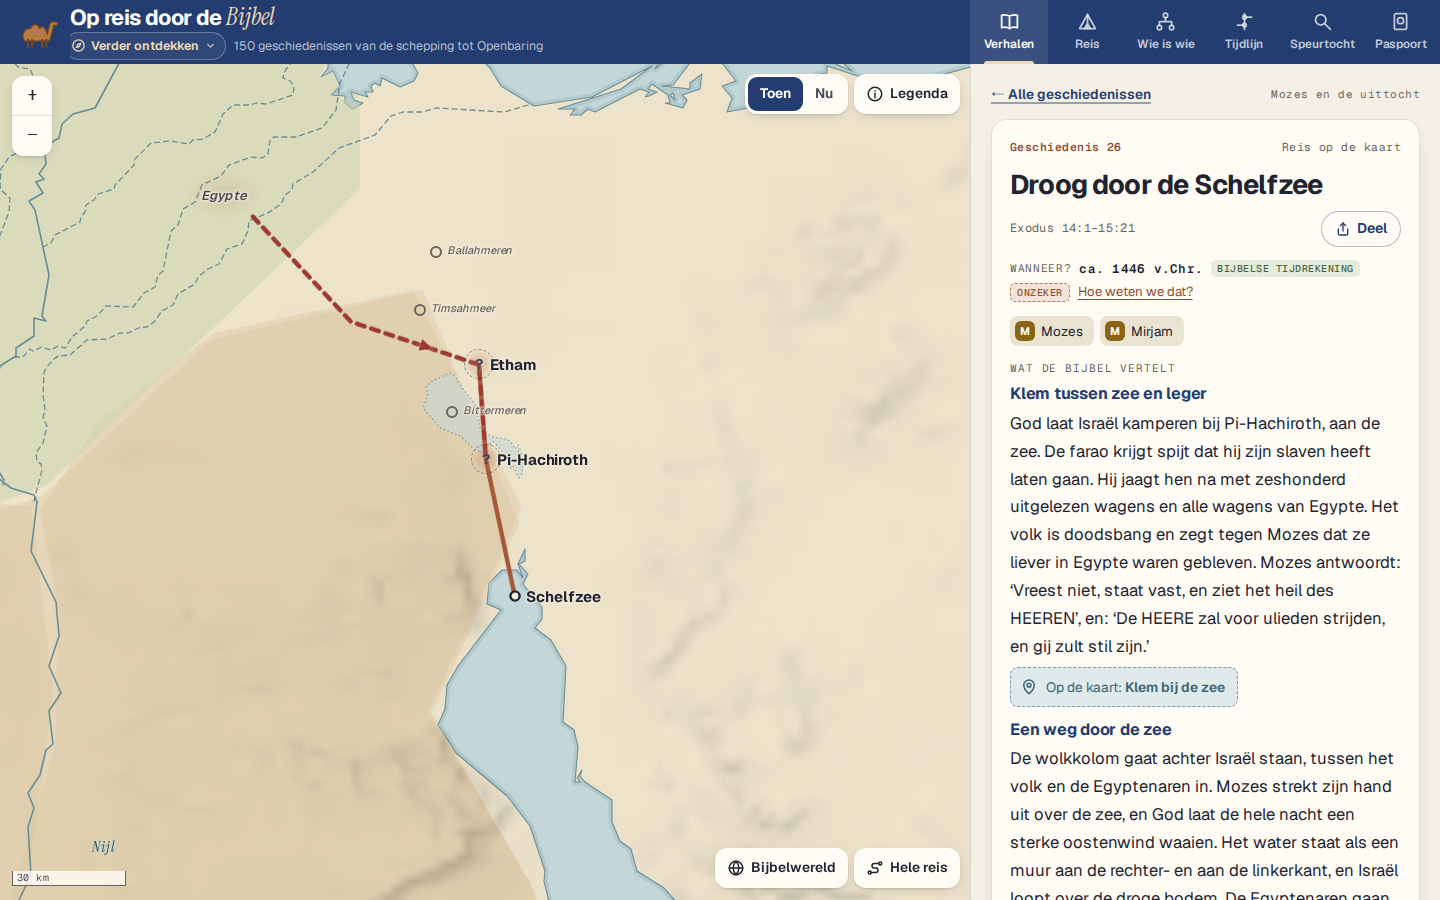 Op reis door de Bijbel
Verder ontdekken
150 geschiedenissen van de schepping tot Openbaring
Verhalen
Reis
Wie is wie
Tijdlijn
Speurtocht
Paspoort
+
−
Toen
Nu
Legenda
Egypte
Ballahmeren
Timsahmeer
? Etham
Bittermeren
? Pi-Hachiroth
Schelfzee
Nijl
30 km
Bijbelwereld
Hele reis
← Alle geschiedenissen
Mozes en de uittocht
Geschiedenis 26
Reis op de kaart
Droog door de Schelfzee
Exodus 14:1–15:21
Deel
WANNEER? ca. 1446 v.Chr. BIJBELSE TIJDREKENING
ONZEKER Hoe weten we dat?
M Mozes
M Mirjam
WAT DE BIJBEL VERTELT
Klem tussen zee en leger
God laat Israël kamperen bij Pi-Hachiroth, aan de
zee. De farao krijgt spijt dat hij zijn slaven heeft
laten gaan. Hij jaagt hen na met zeshonderd
uitgelezen wagens en alle wagens van Egypte. Het
volk is doodsbang en zegt tegen Mozes dat ze
liever in Egypte waren gebleven. Mozes antwoordt:
‘Vreest niet, staat vast, en ziet het heil des
HEEREN’, en: ‘De HEERE zal voor ulieden strijden,
en gij zult stil zijn.’
Op de kaart: Klem bij de zee
Een weg door de zee
De wolkkolom gaat achter Israël staan, tussen het
volk en de Egyptenaren in. Mozes strekt zijn hand
uit over de zee, en God laat de hele nacht een
sterke oostenwind waaien. Het water staat als een
muur aan de rechter- en aan de linkerkant, en Israël
loopt over de droge bodem. De Egyptenaren gaan